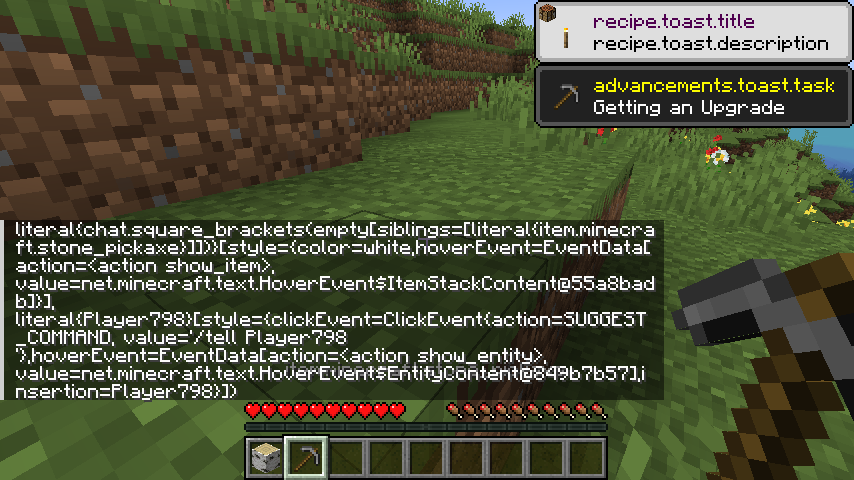 recipe.toast.title
recipe.toast.description
advancements.toast.task
Getting an Upgrade
literal{chat.square_brackets(empty[siblings=[literal{item.minecra
ft.stone_pickaxe}]])}[style={color=white,hoverEvent=EventData[
action=<action show_item>,
value=net.minecraft.text.HoverEvent$ItemStackContent@55a8bad
b]}],
literal{Player798}[style={clickEvent=ClickEvent{action=SUGGEST
_COMMAND, value='/tell Player798
'},hoverEvent=EventData[action=<action show_entity>,
value=net.minecraft.text.HoverEvent$EntityContent@849b7b57],i
nsertion=Player798}])